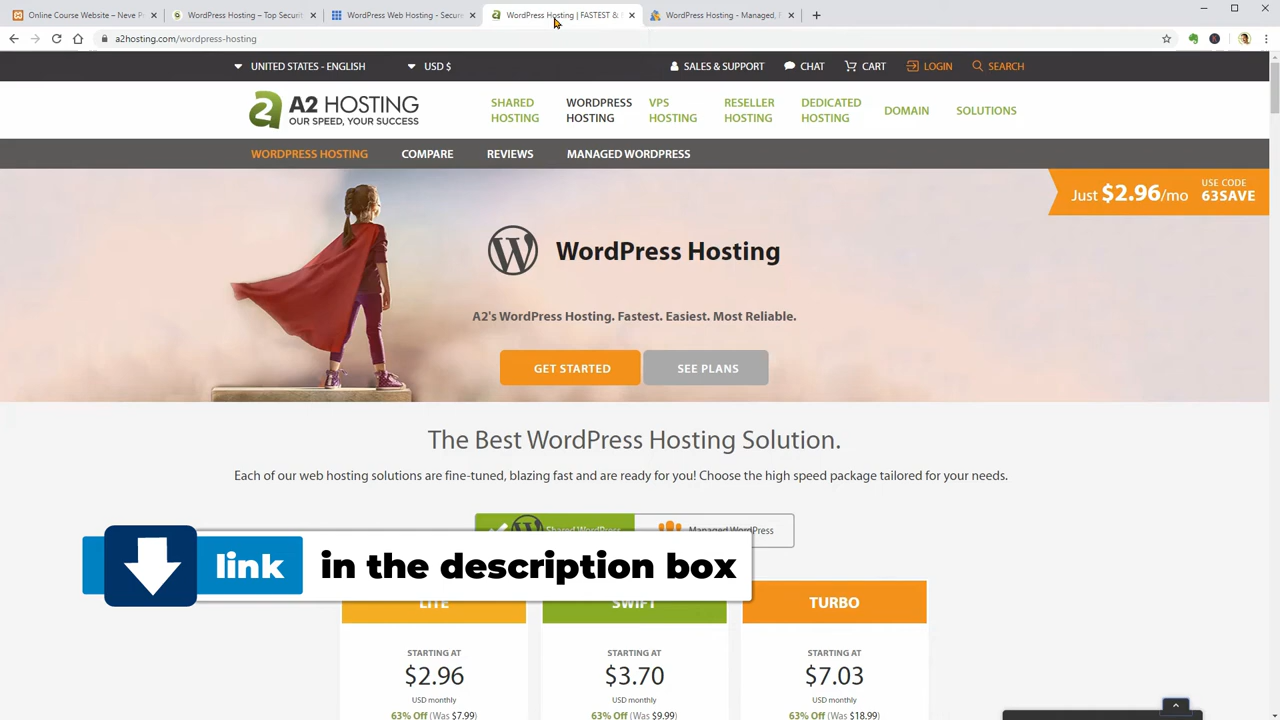 Online Course Website – Neve P
WordPress Hosting – Top Securit
WordPress Web Hosting - Secure
WordPress Hosting | FASTEST &
WordPress Hosting - Managed,
a2hosting.com/wordpress-hosting
UNITED STATES - ENGLISH
USD $
SALES & SUPPORT
CHAT
CART
LOGIN
SEARCH
A2 HOSTING
OUR SPEED, YOUR SUCCESS
SHARED
HOSTING
WORDPRESS
HOSTING
VPS
HOSTING
RESELLER
HOSTING
DEDICATED
HOSTING
DOMAIN
SOLUTIONS
WORDPRESS HOSTING
COMPARE
REVIEWS
MANAGED WORDPRESS
Just $2.96/mo
USE CODE
63SAVE
WordPress Hosting
A2's WordPress Hosting. Fastest. Easiest. Most Reliable.
GET STARTED
SEE PLANS
The Best WordPress Hosting Solution.
Each of our web hosting solutions are fine-tuned, blazing fast and are ready for you! Choose the high speed package tailored for your needs.
Shared WordPress
Managed WordPress
link
in the description box
LITE
SWIFT
TURBO
STARTING AT
$2.96
USD monthly
63% Off (Was $7.99)
STARTING AT
$3.70
USD monthly
63% Off (Was $9.99)
STARTING AT
$7.03
USD monthly
63% Off (Was $18.99)